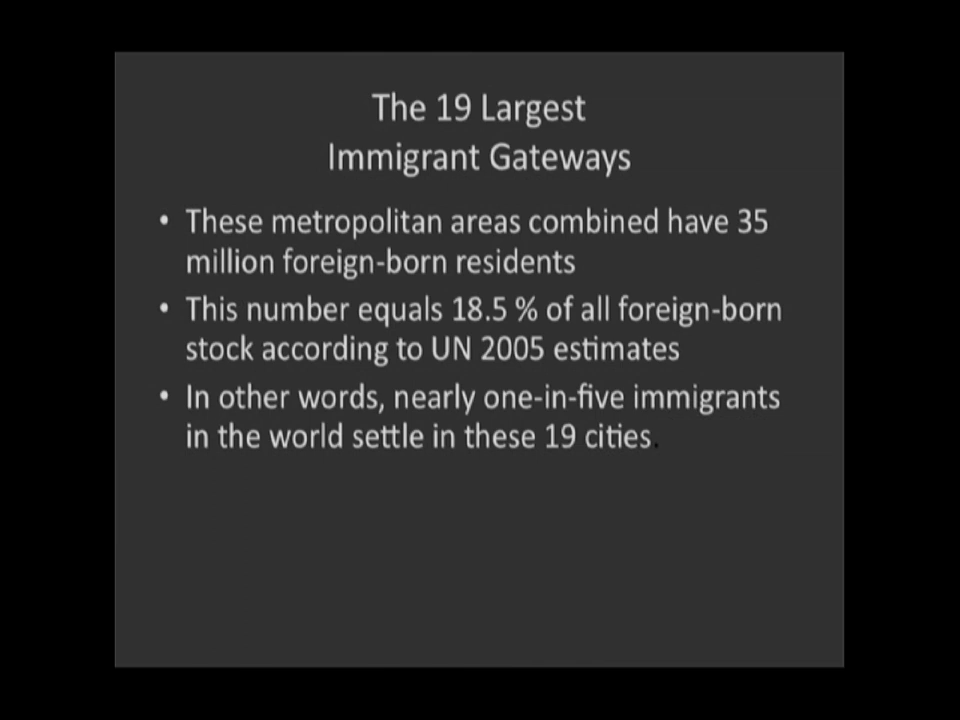 The 19 Largest
Immigrant Gateways
• These metropolitan areas combined have 35
million foreign-born residents
• This number equals 18.5 % of all foreign-born
stock according to UN 2005 estimates
• In other words, nearly one-in-five immigrants
in the world settle in these 19 cities.